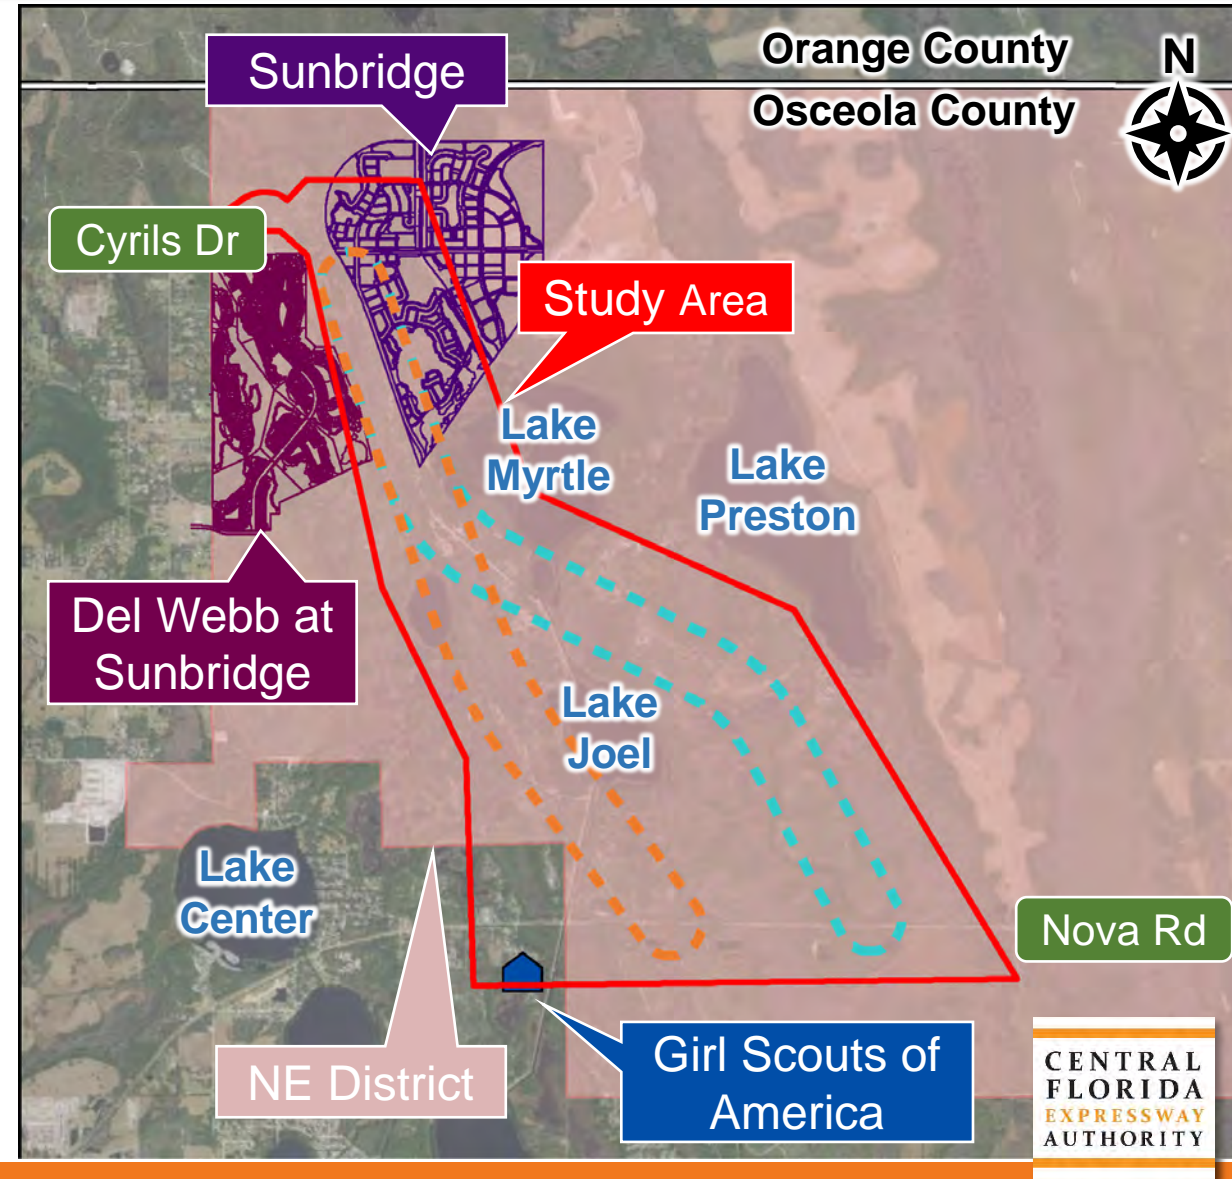 Orange County
N
Sunbridge
Osceola County
Cyrils Dr
Study Area
Lake
Myrtle
Lake
Preston
Del Webb at
Sunbridge
Lake
Joel
Lake
Center
Nova Rd
NE District
Girl Scouts of
America
CENTRAL
FLORIDA
EXPRESSWAY
AUTHORITY